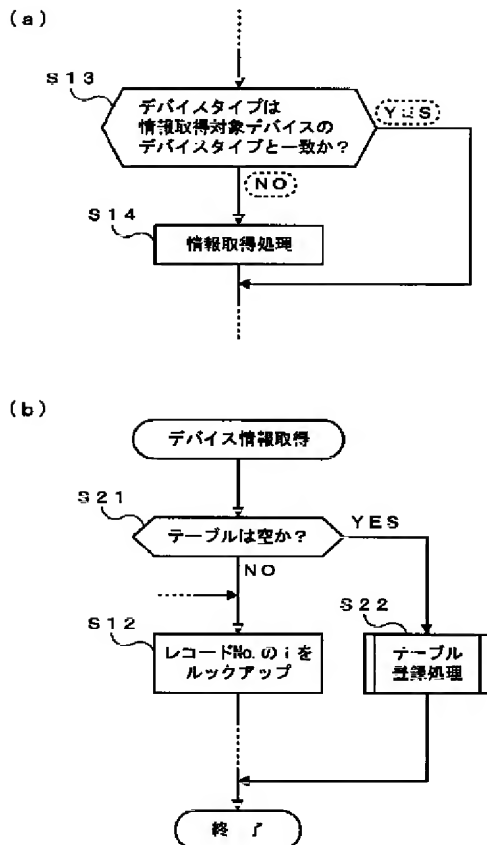 (a)
S13
デバイスタイプは
情報取得対象デバイスの
デバイスタイプと一致か?
YES
NO
S14
情報取得処理
(b)
デバイス情報取得
S21
テーブルは空か?
YES
NO
S12
レコードNo.のiを
ルックアップ
S22
テーブル
登録処理
終 了